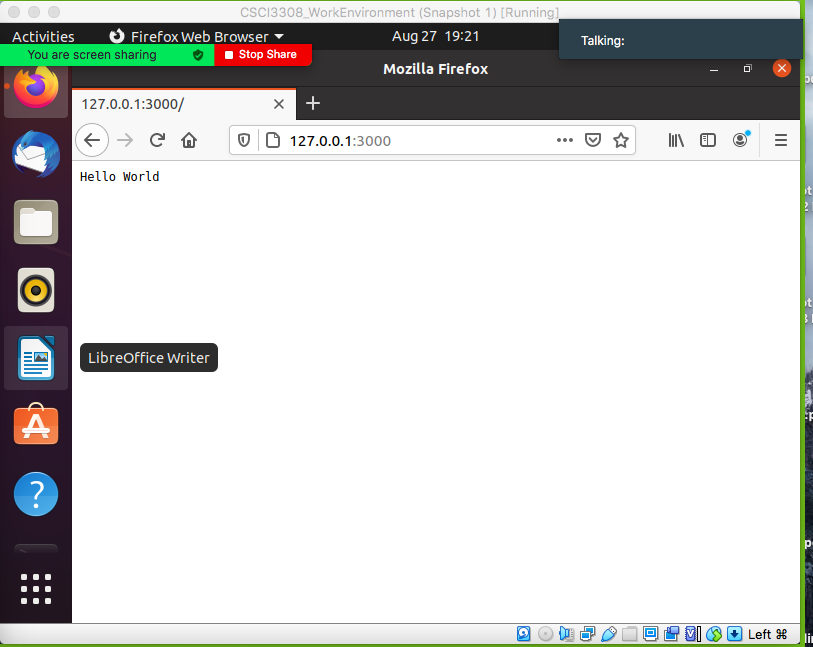 CSCI3308_WorkEnvironment (Snapshot 1) [Running]
Activities
Firefox Web Browser
Aug 27 19:21
Talking:
You are screen sharing
Stop Share
Mozilla Firefox
127.0.0.1:3000/
127.0.0.1:3000
Hello World
LibreOffice Writer
Left ⌘